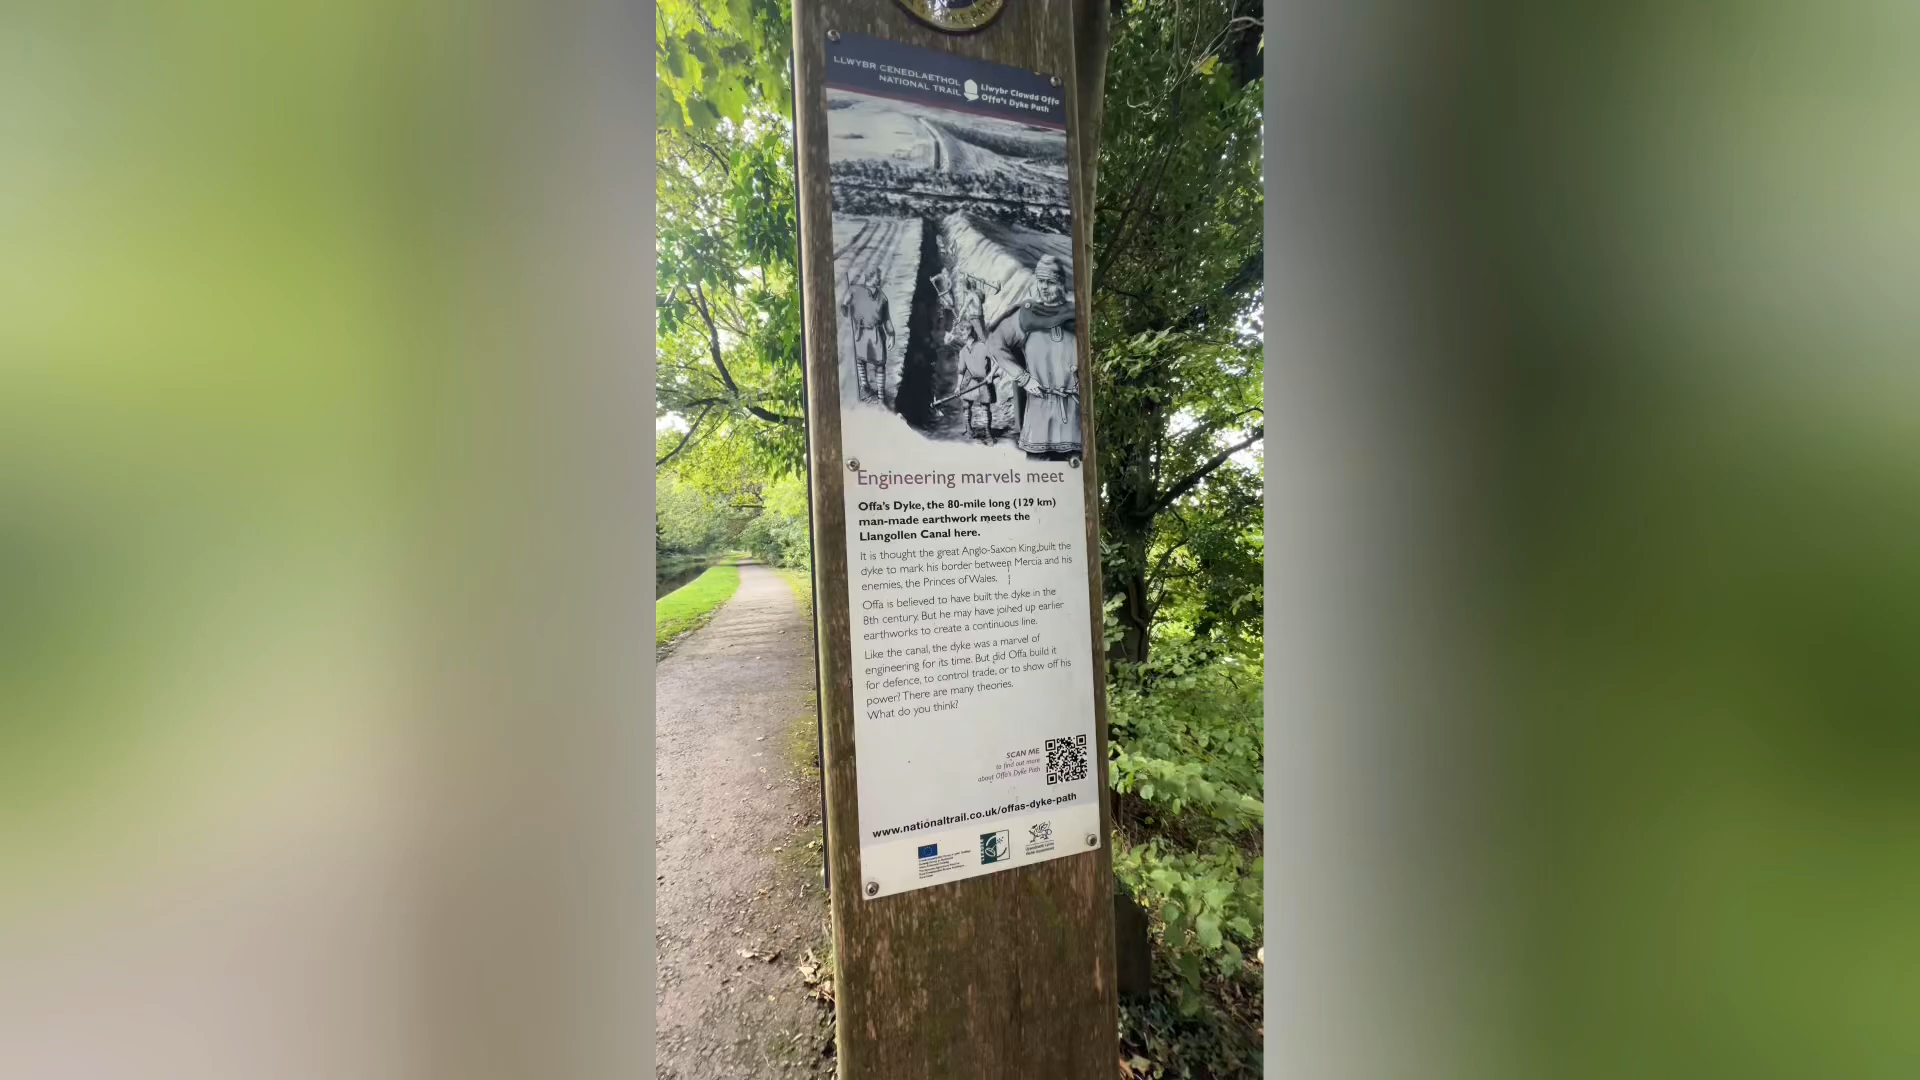 LLWYBR CENEDLAETHOL
NATIONAL TRAIL
Llwybr Clawdd Offa
Offa's Dyke Path
Engineering marvels meet
Offa's Dyke, the 80-mile long (129 km)
man-made earthwork meets the
Llangollen Canal here.
It is thought the great Anglo-Saxon King built the
dyke to mark his border between Mercia and his
enemies, the Princes of Wales.
Offa is believed to have built the dyke in the
8th century. But he may have joined up earlier
earthworks to create a continuous line.
Like the canal, the dyke was a marvel of
engineering for its time. But did Offa build it
for defence, to control trade, or to show off his
power? There are many theories.
What do you think?
SCAN ME
to find out more
about Offa's Dyke Path
www.nationaltrail.co.uk/offas-dyke-path